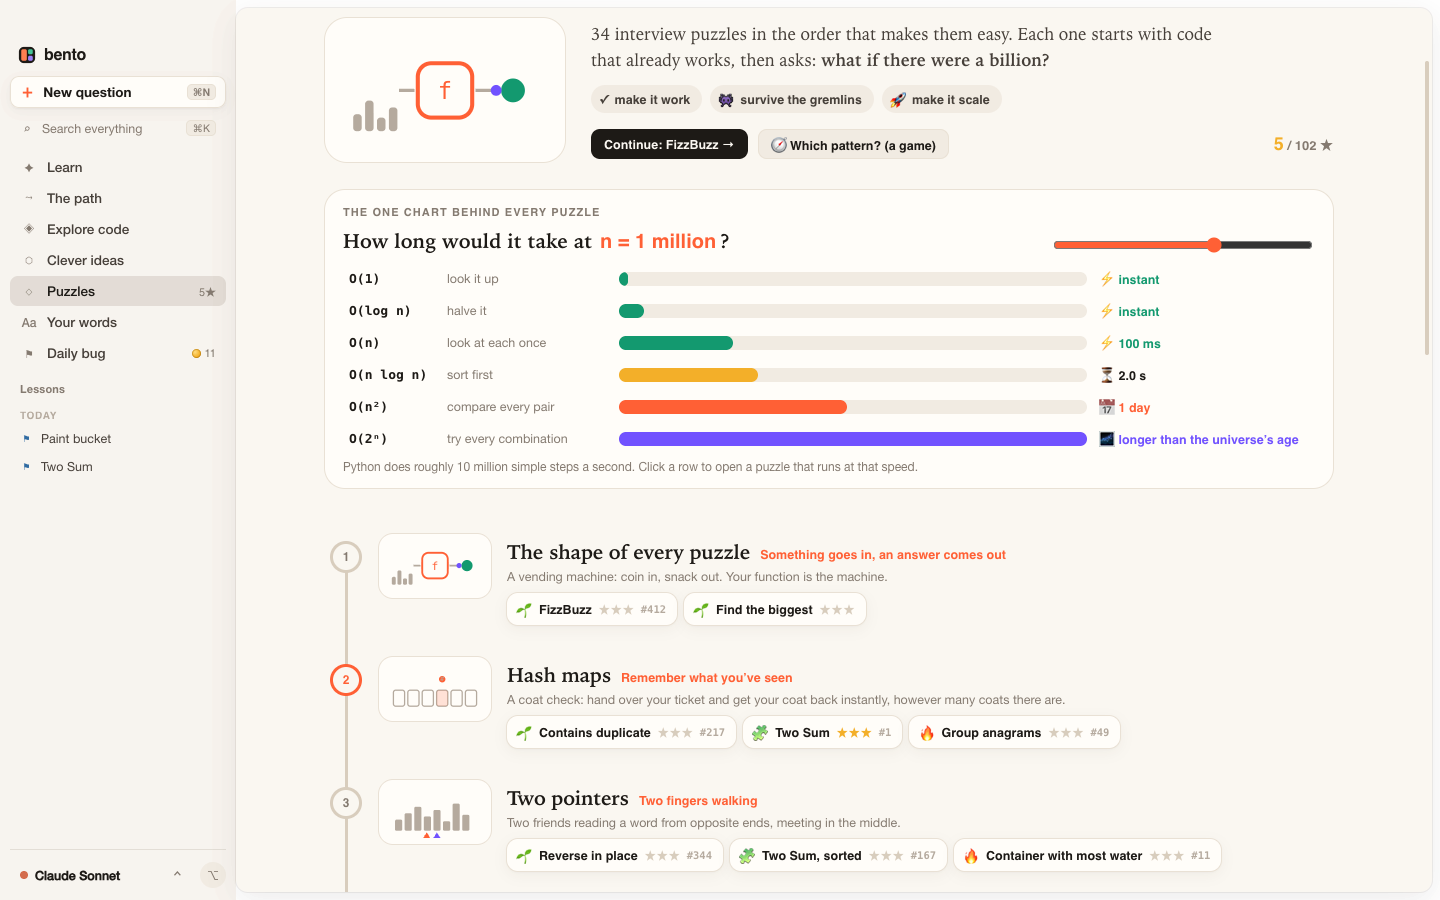 bento
New question ⌘N
Search everything ⌘K
Learn
The path
Explore code
Clever ideas
Puzzles 5★
Aa Your words
Daily bug 11
Lessons
TODAY
Paint bucket
Two Sum
Claude Sonnet
f
34 interview puzzles in the order that makes them easy. Each one starts with code
that already works, then asks: what if there were a billion?
✓ make it work survive the gremlins make it scale
Continue: FizzBuzz → Which pattern? (a game) 5 / 102 ★
THE ONE CHART BEHIND EVERY PUZZLE
How long would it take at n = 1 million ?
O(1) look it up instant
O(log n) halve it instant
O(n) look at each once 100 ms
O(n log n) sort first 2.0 s
O(n²) compare every pair 1 day
O(2ⁿ) try every combination longer than the universe's age
Python does roughly 10 million simple steps a second. Click a row to open a puzzle that runs at that speed.
1 f The shape of every puzzle Something goes in, an answer comes out
A vending machine: coin in, snack out. Your function is the machine.
FizzBuzz ★★★ #412 Find the biggest ★★★
2 Hash maps Remember what you've seen
A coat check: hand over your ticket and get your coat back instantly, however many coats there are.
Contains duplicate ★★★ #217 Two Sum ★★★ #1 Group anagrams ★★★ #49
3 Two pointers Two fingers walking
Two friends reading a word from opposite ends, meeting in the middle.
Reverse in place ★★★ #344 Two Sum, sorted ★★★ #167 Container with most water ★★★ #11